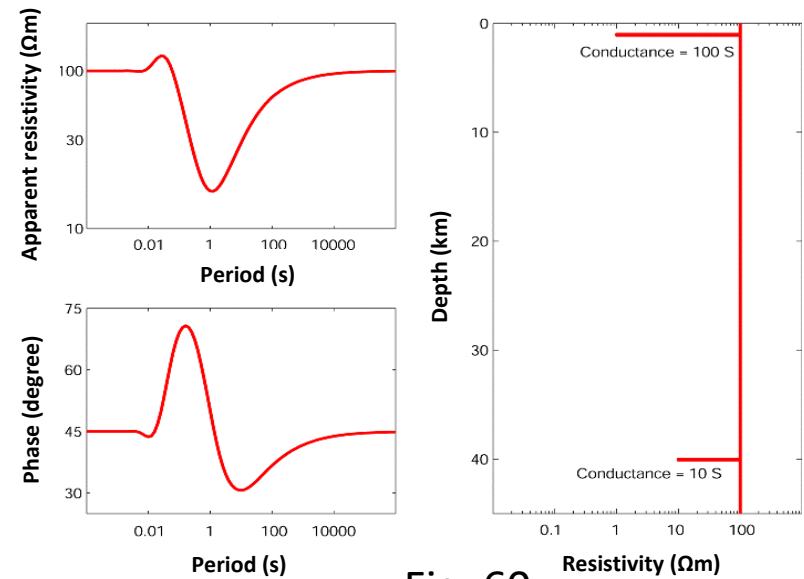 Apparent resistivity (Ωm)
100
30
10
0.01 1 100 10000
Period (s)
Phase (degree)
75
60
45
30
0.01 1 100 10000
Period (s)
Depth (km)
0
10
20
30
40
Conductance = 100 S
Conductance = 10 S
0.1 1 10 100
Resistivity (Ωm)